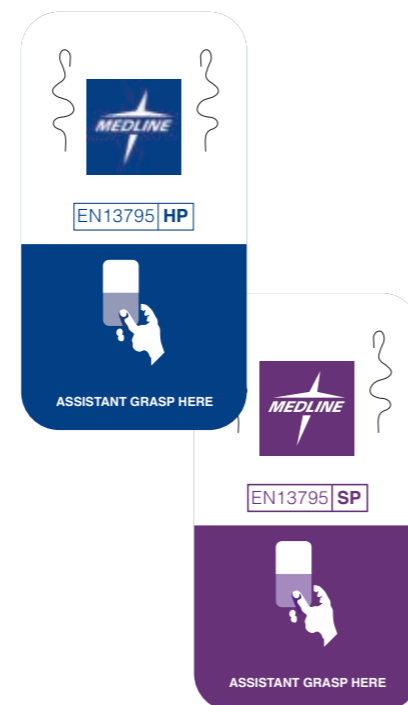 MEDLINE
EN13795 HP
ASSISTANT GRASP HERE
MEDLINE
EN13795 SP
ASSISTANT GRASP HERE